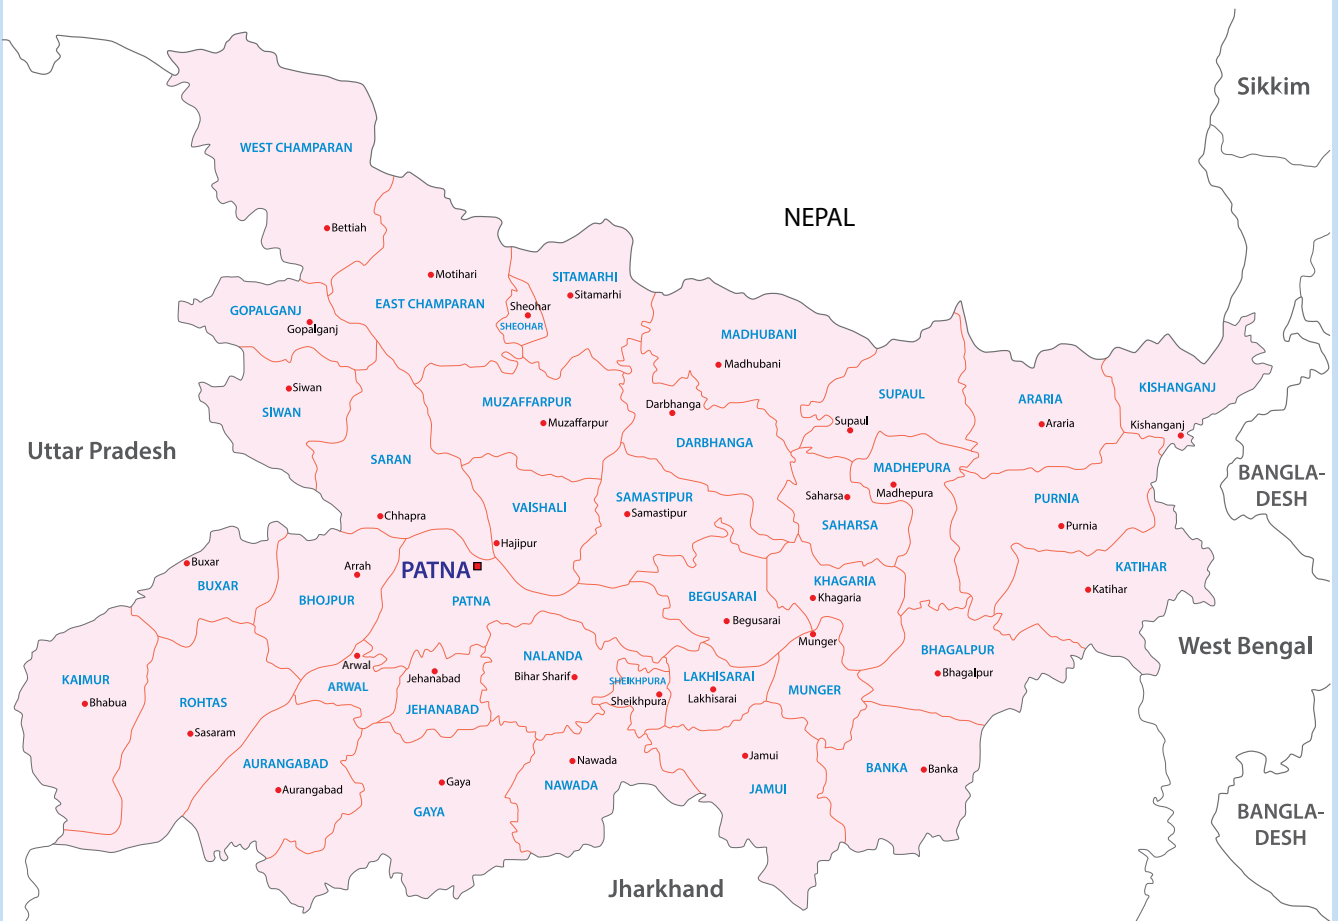 Sikkim
WEST CHAMPARAN
NEPAL
Bettiah
Motihari
SITAMARHI
Sitamarhi
EAST CHAMPARAN
Sheohar
SHEOHAR
GOPALGANJ
Gopalganj
MADHUBANI
Madhubani
Siwan
SIWAN
MUZAFFARPUR
Muzaffarpur
Darbhanga
DARBHANGA
SUPAUL
Supaul
ARARIA
Araria
KISHANGANJ
Kishanganj
Uttar Pradesh
SARAN
Chhapra
VAISHALI
Hajipur
SAMASTIPUR
Samastipur
MADHEPURA
Madhepura
Saharsa
SAHARSA
PURNIA
Purnia
BANGLA-
DESH
Buxar
BUXAR
Arrah
BHOJPUR
PATNA
PATNA
BEGUSARAI
Begusarai
KHAGARIA
Khagaria
KATIHAR
Katihar
West Bengal
Munger
MUNGER
BHAGALPUR
Bhagalpur
KAIMUR
Bhabua
ROHTAS
Sasaram
Arwal
ARWAL
Jehanabad
JEHANABAD
NALANDA
Bihar Sharif
SHEIKHPURA
Sheikhpura
LAKHISARAI
Lakhisarai
AURANGABAD
Aurangabad
Gaya
GAYA
Nawada
NAWADA
Jamui
JAMUI
BANKA
Banka
BANGLA-
DESH
Jharkhand